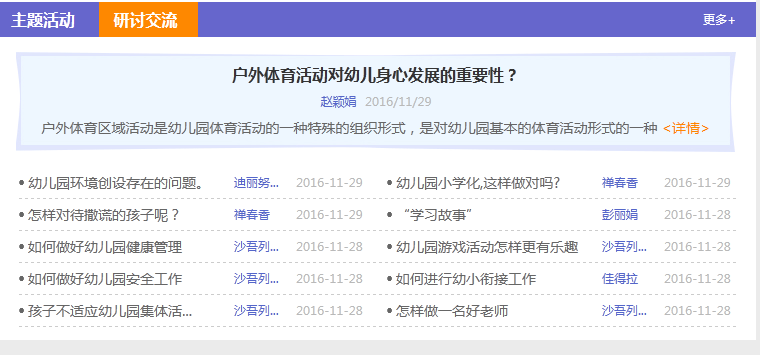 主题活动 研讨交流 更多+
户外体育活动对幼儿身心发展的重要性？
赵颖娟 2016/11/29
户外体育区域活动是幼儿园体育活动的一种特殊的组织形式，是对幼儿园基本的体育活动形式的一种 <详情>
• 幼儿园环境创设存在的问题。 迪丽努... 2016-11-29 • 幼儿园小学化,这样做对吗? 禅春香 2016-11-29
• 怎样对待撒谎的孩子呢？ 禅春香 2016-11-29 • “学习故事” 彭丽娟 2016-11-28
• 如何做好幼儿园健康管理 沙吾列... 2016-11-28 • 幼儿园游戏活动怎样更有乐趣 沙吾列... 2016-11-28
• 如何做好幼儿园安全工作 沙吾列... 2016-11-28 • 如何进行幼小衔接工作 佳得拉 2016-11-28
• 孩子不适应幼儿园集体活... 沙吾列... 2016-11-28 • 怎样做一名好老师 沙吾列... 2016-11-28